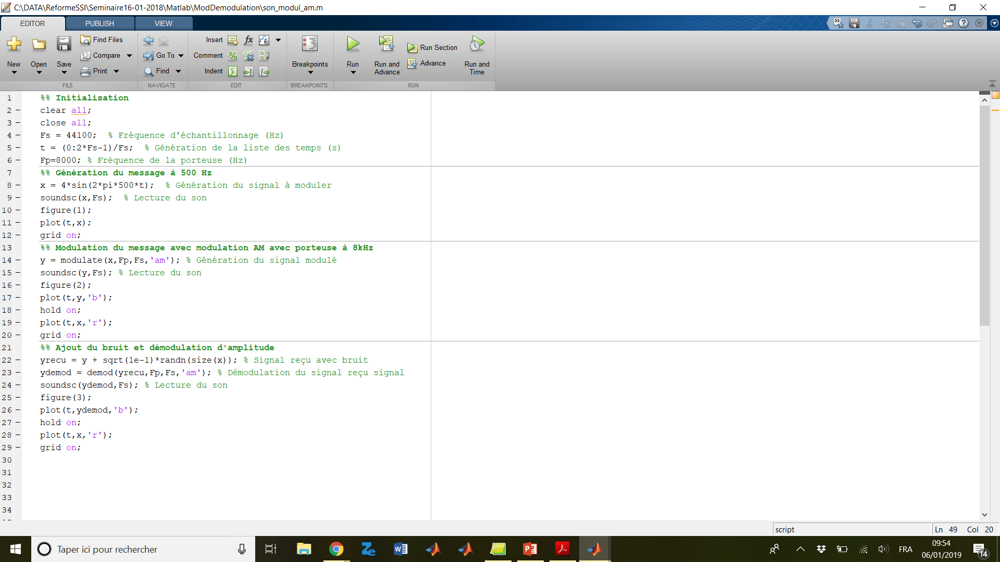 C:\DATA\ReformeSSI\Seminaire16-01-2018\Matlab\ModDemodulation\son_modul_am.m
EDITOR PUBLISH VIEW
New Open Save Find Files Compare Print
Go To Find
Insert Comment Indent fx
Breakpoints
Run Run and Advance Run Section Advance Run and Time
FILE NAVIGATE EDIT BREAKPOINTS RUN
1 %% Initialisation
2 clear all;
3 close all;
4 Fs = 44100;  % Fréquence d'échantillonnage (Hz)
5 t = (0:2*Fs-1)/Fs;  % Génération de la liste des temps (s)
6 Fp=8000; % Fréquence de la porteuse (Hz)
7 %% Génération du message à 500 Hz
8 x = 4*sin(2*pi*500*t);  % Génération du signal à moduler
9 soundsc(x,Fs);  % Lecture du son
10 figure(1);
11 plot(t,x);
12 grid on;
13 %% Modulation du message avec modulation AM avec porteuse à 8kHz
14 y = modulate(x,Fp,Fs,'am'); % Génération du signal modulé
15 soundsc(y,Fs); % Lecture du son
16 figure(2);
17 plot(t,y,'b');
18 hold on;
19 plot(t,x,'r');
20 grid on;
21 %% Ajout du bruit et démodulation d'amplitude
22 yrecu = y + sqrt(1e-1)*randn(size(x)); % Signal reçu avec bruit
23 ydemod = demod(yrecu,Fp,Fs,'am'); % Démodulation du signal reçu signal
24 soundsc(ydemod,Fs); % Lecture du son
25 figure(3);
26 plot(t,ydemod,'b');
27 hold on;
28 plot(t,x,'r');
29 grid on;
30
31
32
33
34
script Ln 49 Col 20
Taper ici pour rechercher
FRA
09:54
06/01/2019
14